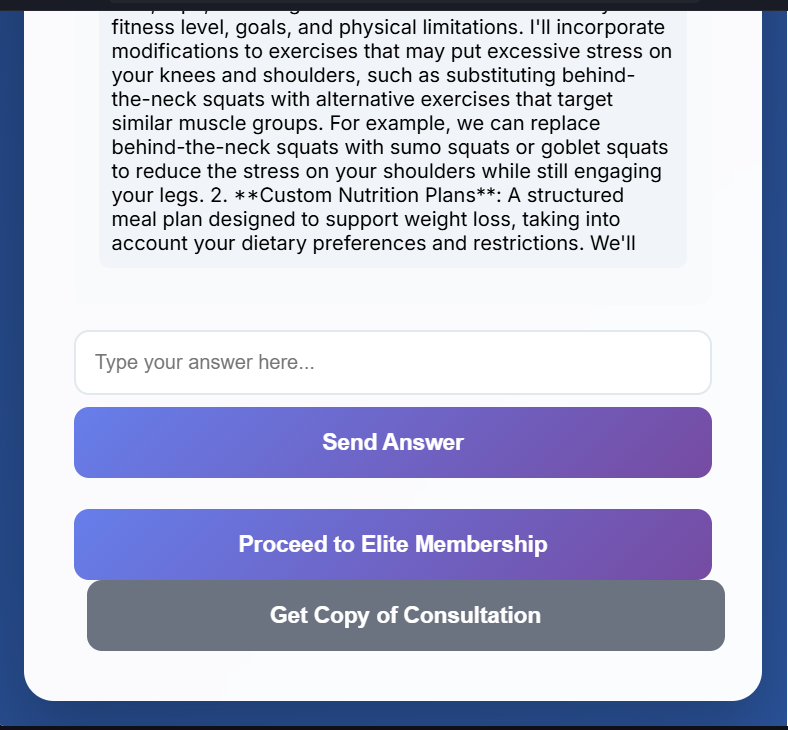 fitness level, goals, and physical limitations. I'll incorporate
modifications to exercises that may put excessive stress on
your knees and shoulders, such as substituting behind-
the-neck squats with alternative exercises that target
similar muscle groups. For example, we can replace
behind-the-neck squats with sumo squats or goblet squats
to reduce the stress on your shoulders while still engaging
your legs. 2. **Custom Nutrition Plans**: A structured
meal plan designed to support weight loss, taking into
account your dietary preferences and restrictions. We'll
Type your answer here...
Send Answer
Proceed to Elite Membership
Get Copy of Consultation